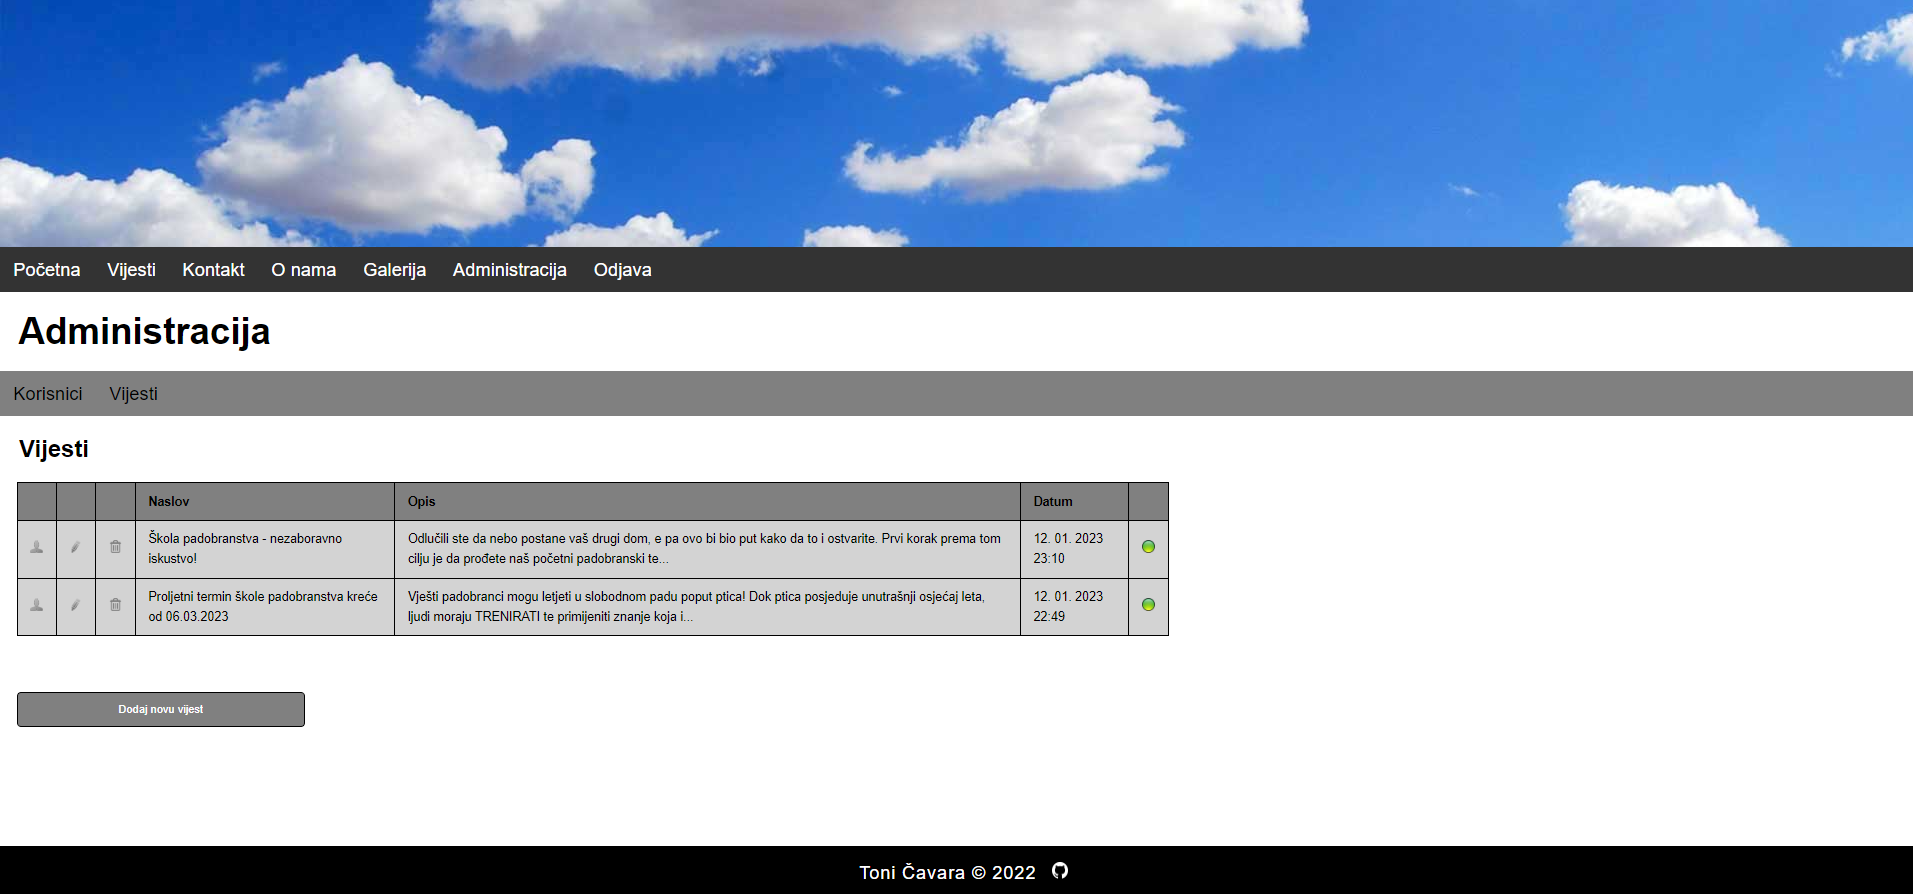 Početna Vijesti Kontakt O nama Galerija Administracija Odjava
Administracija
Korisnici Vijesti
Vijesti
Naslov Opis Datum
Škola padobranstva - nezaboravno
iskustvo!
Odlučili ste da nebo postane vaš drugi dom, e pa ovo bi bio put kako da to i ostvarite. Prvi korak prema tom
cilju je da prođete naš početni padobranski te...
12. 01. 2023
23:10
Proljetni termin škole padobranstva kreće
od 06.03.2023
Vješti padobranci mogu letjeti u slobodnom padu poput ptica! Dok ptica posjeduje unutrašnji osjećaj leta,
ljudi moraju TRENIRATI te primijeniti znanje koja i...
12. 01. 2023
22:49
Dodaj novu vijest
Toni Čavara © 2022